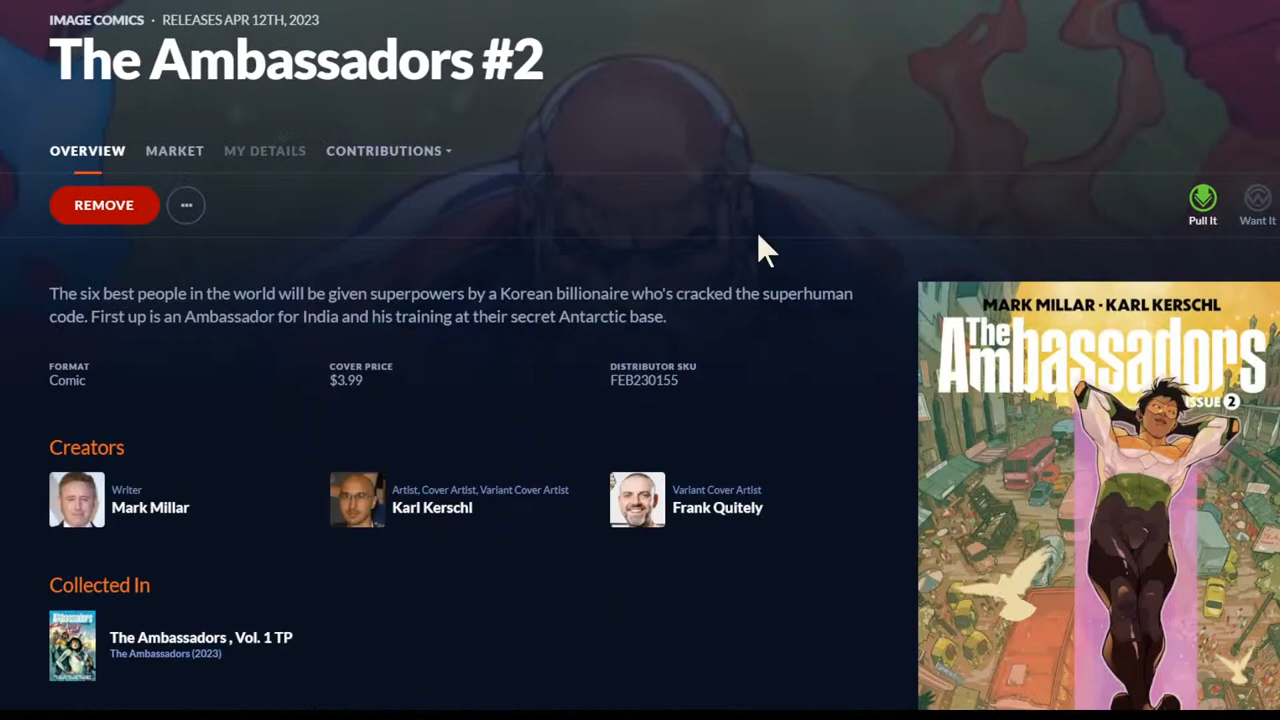 IMAGE COMICS · RELEASES APR 12TH, 2023
The Ambassadors #2
OVERVIEW
MARKET
MY DETAILS
CONTRIBUTIONS
REMOVE
Pull It
Want It
The six best people in the world will be given superpowers by a Korean billionaire who's cracked the superhuman
code. First up is an Ambassador for India and his training at their secret Antarctic base.
FORMAT
Comic
COVER PRICE
$3.99
DISTRIBUTOR SKU
FEB230155
Creators
Writer
Mark Millar
Artist, Cover Artist, Variant Cover Artist
Karl Kerschl
Variant Cover Artist
Frank Quitely
Collected In
The Ambassadors , Vol. 1 TP
The Ambassadors (2023)
MARK MILLAR · KARL KERSCHL
The
Ambassadors
ISSUE 2